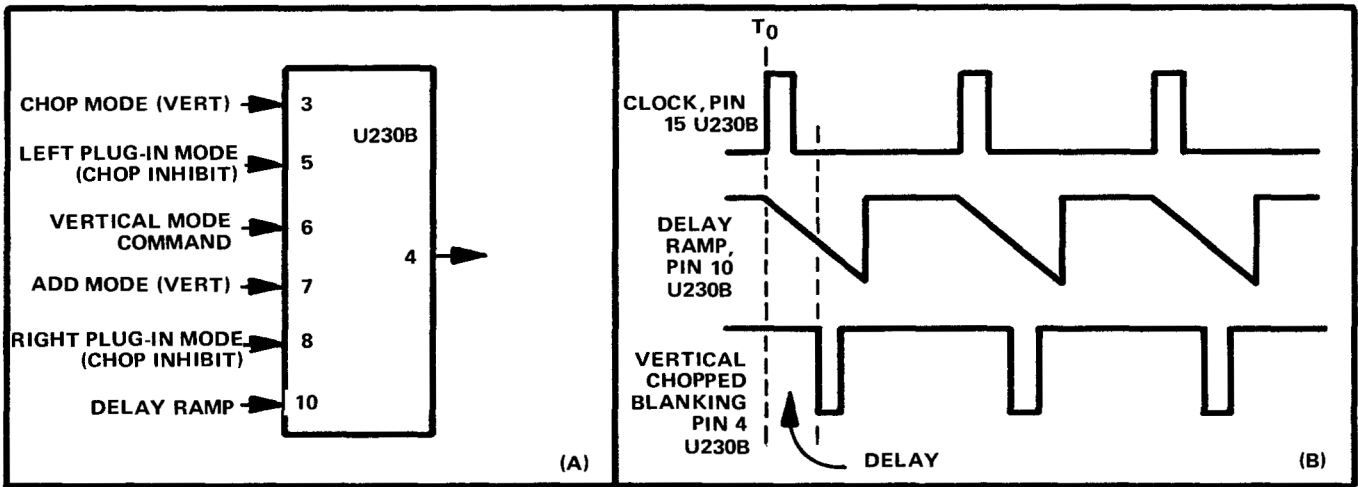 CHOP MODE (VERT)
3
U230B
LEFT PLUG-IN MODE
(CHOP INHIBIT)
5
VERTICAL MODE
COMMAND
6
4
ADD MODE (VERT)
7
RIGHT PLUG-IN MODE
(CHOP INHIBIT)
8
DELAY RAMP
10
(A)
T0
CLOCK, PIN
15 U230B
DELAY
RAMP,
PIN 10
U230B
VERTICAL
CHOPPED
BLANKING
PIN 4
U230B
DELAY
(B)